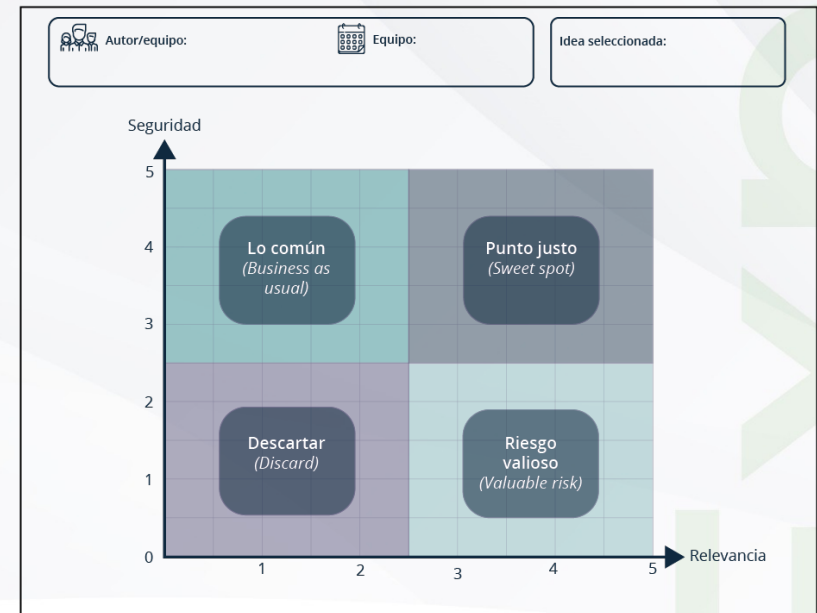 Autor/equipo:
Equipo:
Idea seleccionada:
Seguridad
5
4
3
2
1
0
Lo común
(Business as
usual)
Punto justo
(Sweet spot)
Descartar
(Discard)
Riesgo
valioso
(Valuable risk)
1
2
3
4
5
Relevancia